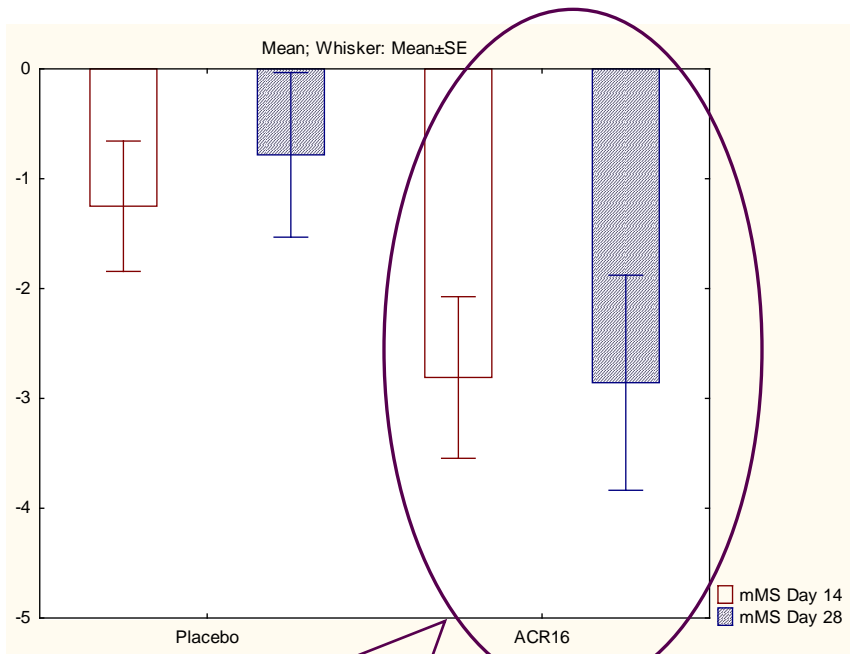 Mean; Whisker: Mean±SE
0
-1
-2
-3
-4
-5
Placebo
ACR16
mMS Day 14
mMS Day 28